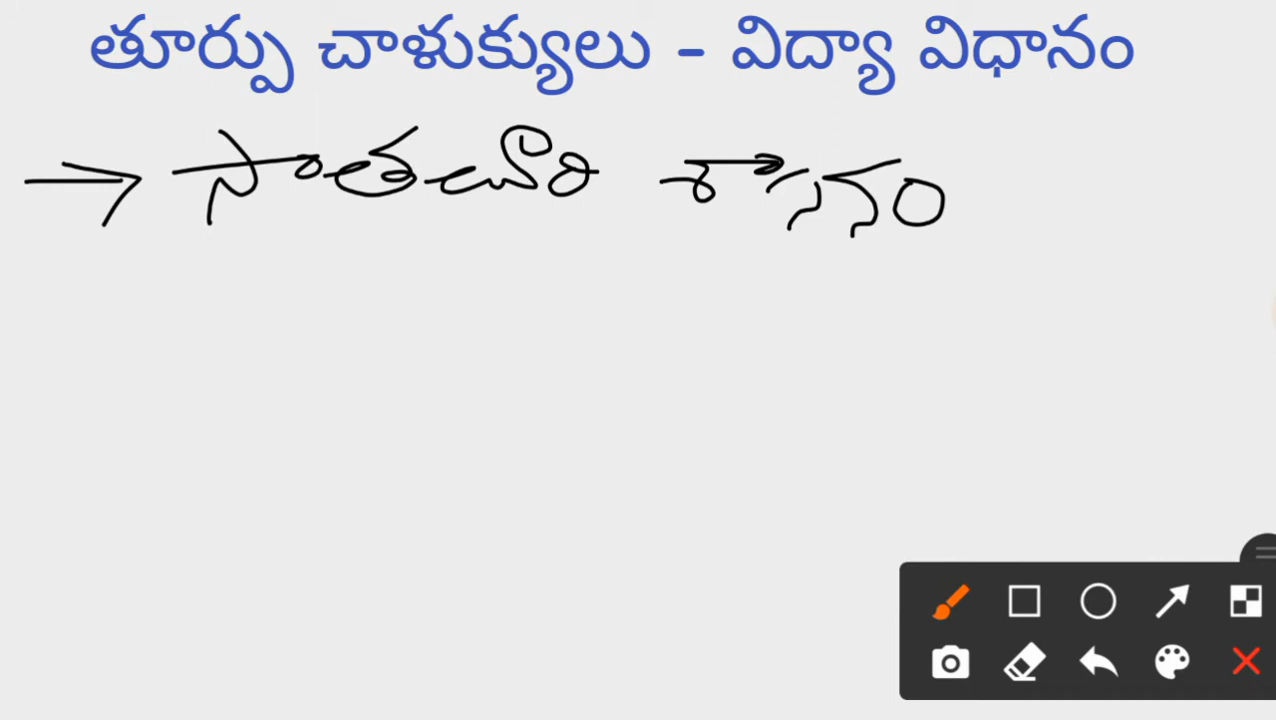 తూర్పు చాళుక్యులు - విద్యా విధానం
→ సాతలూరి శాసనం